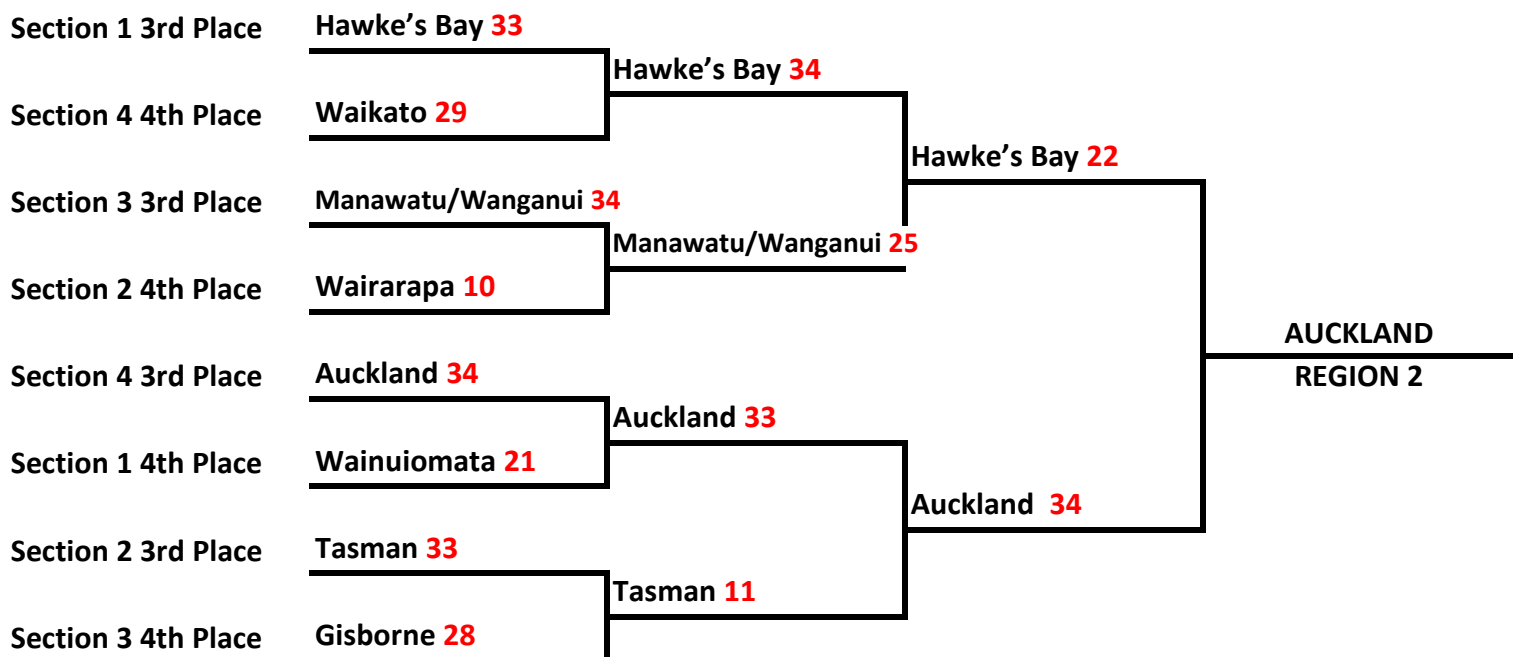 Section 1 3rd Place Hawke’s Bay 33
Hawke’s Bay 34
Section 4 4th Place Waikato 29
Hawke’s Bay 22
Section 3 3rd Place Manawatu/Wanganui 34
Manawatu/Wanganui 25
Section 2 4th Place Wairarapa 10
AUCKLAND
REGION 2
Section 4 3rd Place Auckland 34
Auckland 33
Section 1 4th Place Wainuiomata 21
Auckland 34
Section 2 3rd Place Tasman 33
Tasman 11
Section 3 4th Place Gisborne 28